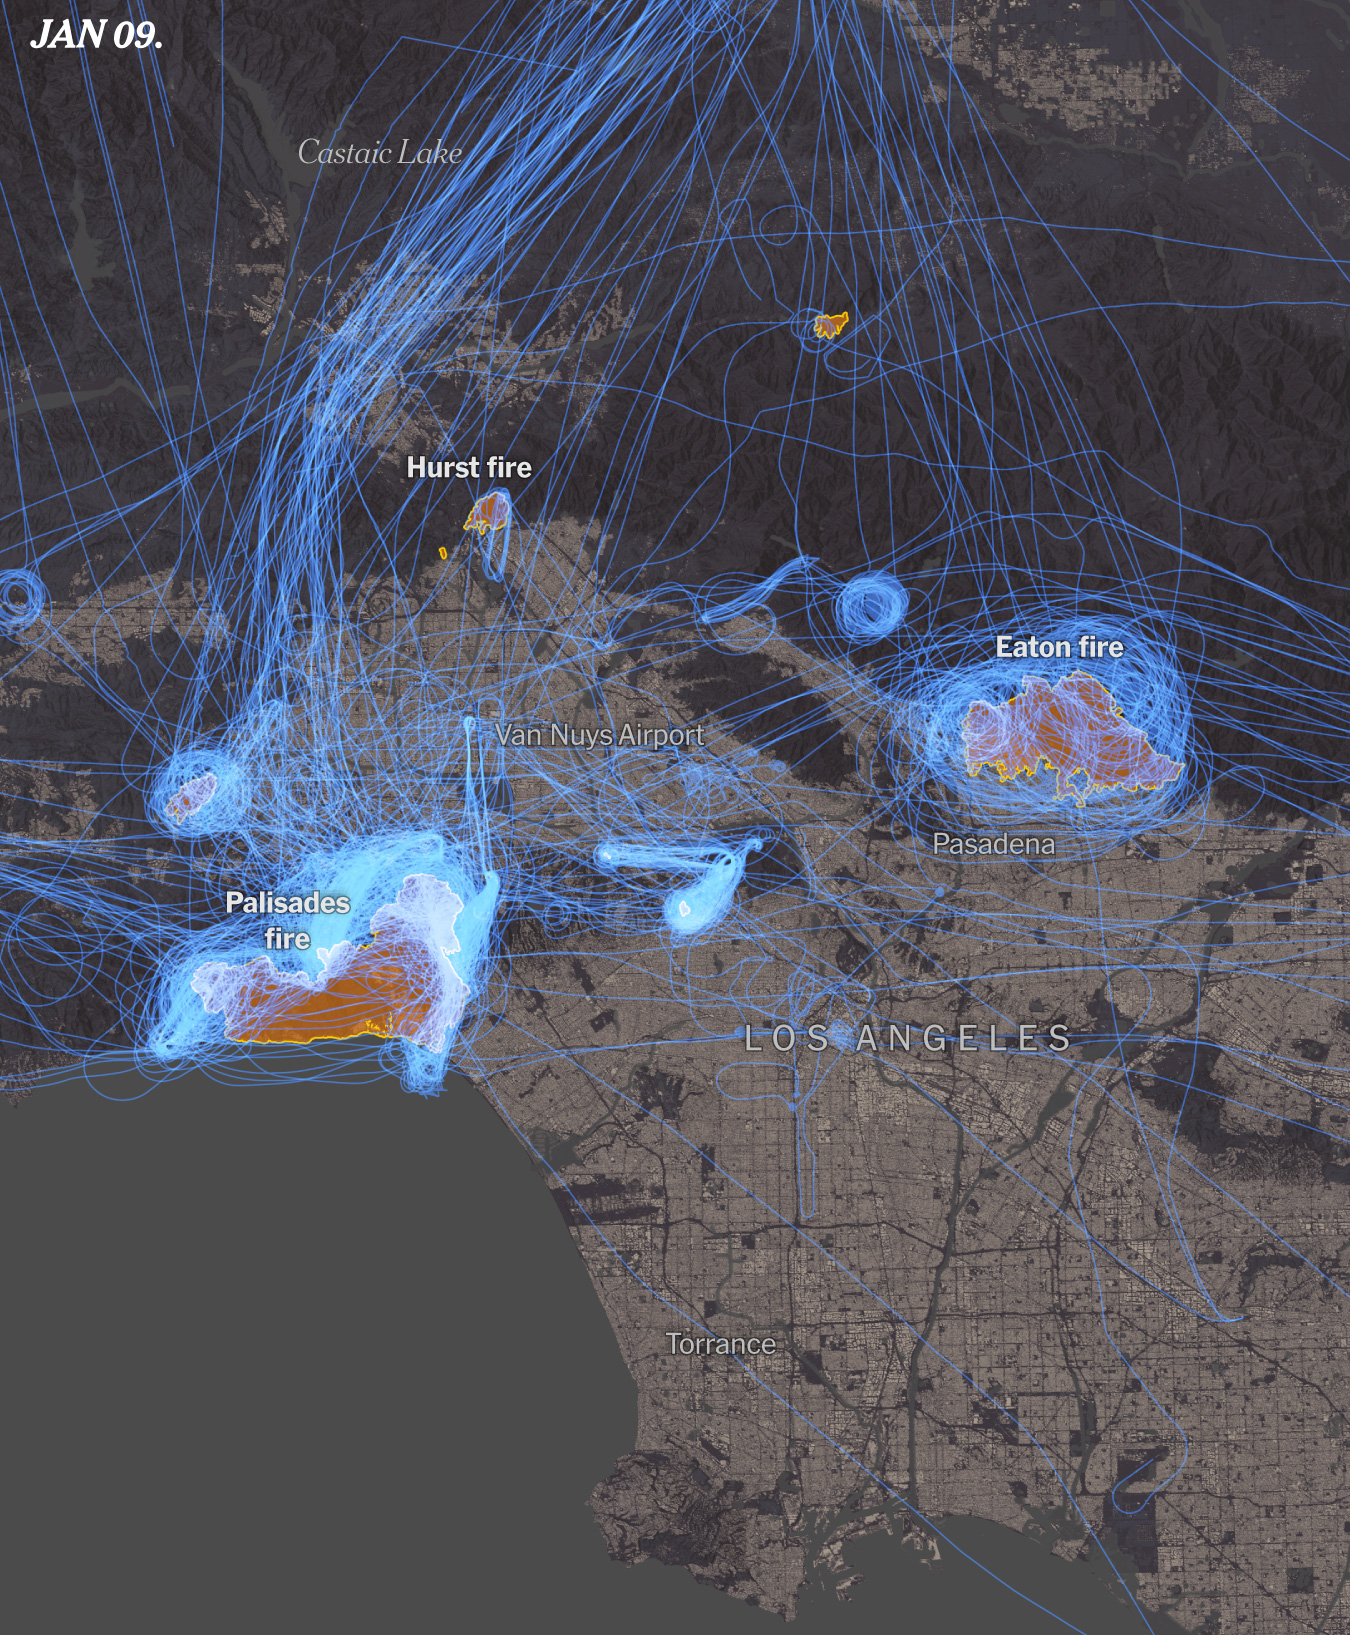 JAN 09.
Castaic Lake
Hurst fire
Eaton fire
Van Nuys Airport
Pasadena
Palisades
fire
LOS ANGELES
Torrance